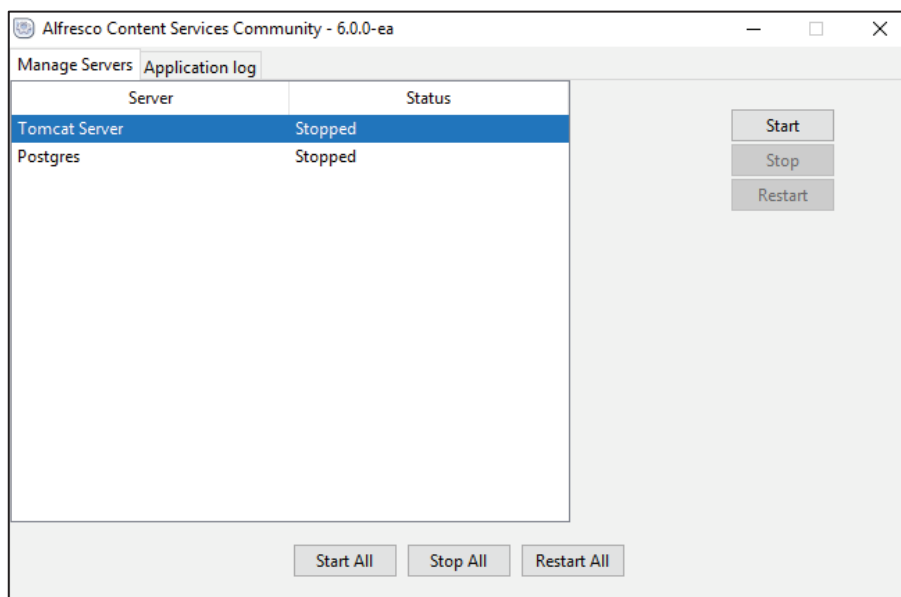 Alfresco Content Services Community - 6.0.0-ea
Manage Servers Application log
Server Status
Tomcat Server Stopped
Postgres Stopped
Start
Stop
Restart
Start All Stop All Restart All